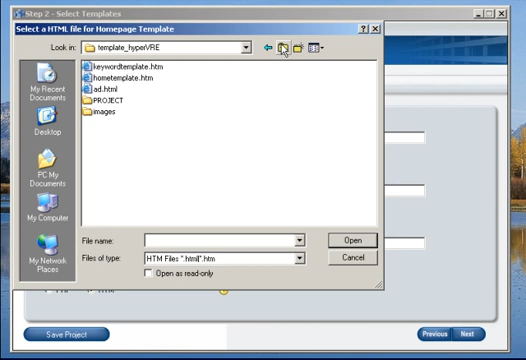 Step 2 - Select Templates
Select a HTML file for Homepage Template
Look in:
template_hyperVRE
My Recent
Documents
Desktop
PC My
Documents
My Computer
My Network
Places
keywordtemplate.htm
hometemplate.htm
ad.html
PROJECT
images
File name:
Open
Files of type:
HTM Files *.html|*.htm
Cancel
Open as read-only
Save Project
Previous
Next